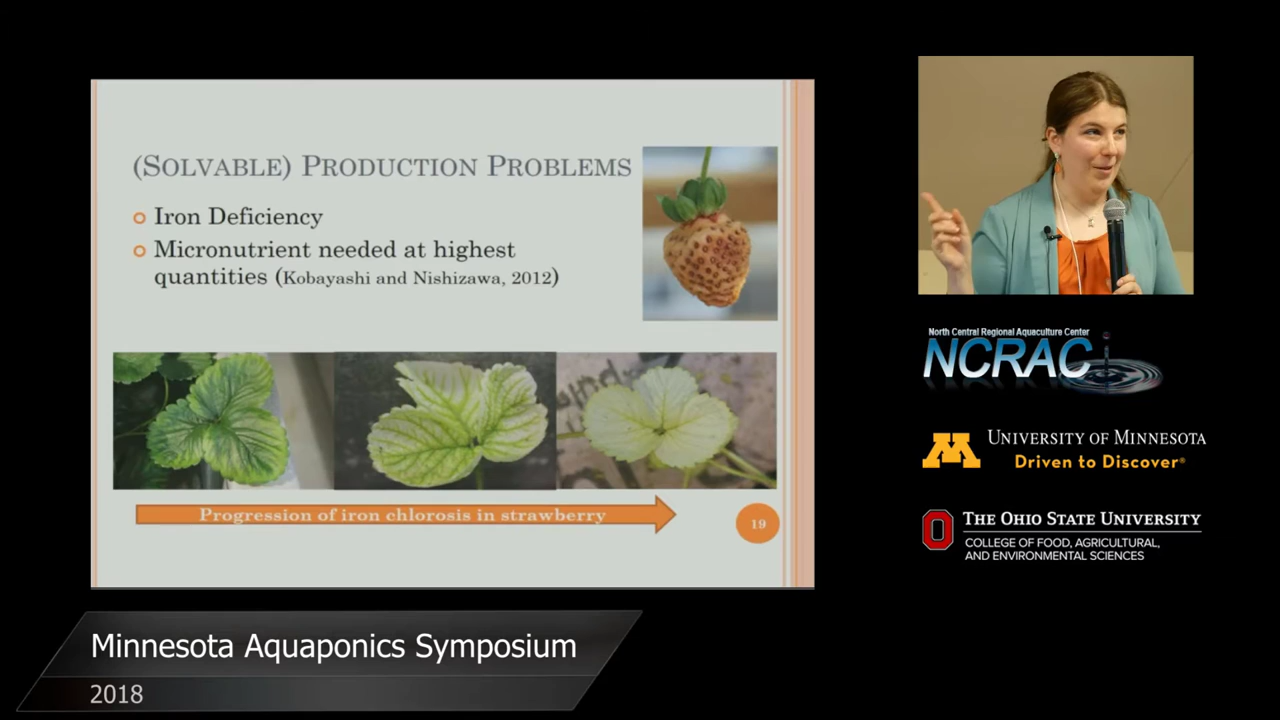 (SOLVABLE) PRODUCTION PROBLEMS
Iron Deficiency
Micronutrient needed at highest
quantities (Kobayashi and Nishizawa, 2012)
Progression of iron chlorosis in strawberry
19
North Central Regional Aquaculture Center
NCRAC
M
UNIVERSITY OF MINNESOTA
Driven to Discover®
O
THE OHIO STATE UNIVERSITY
COLLEGE OF FOOD, AGRICULTURAL,
AND ENVIRONMENTAL SCIENCES
Minnesota Aquaponics Symposium
2018